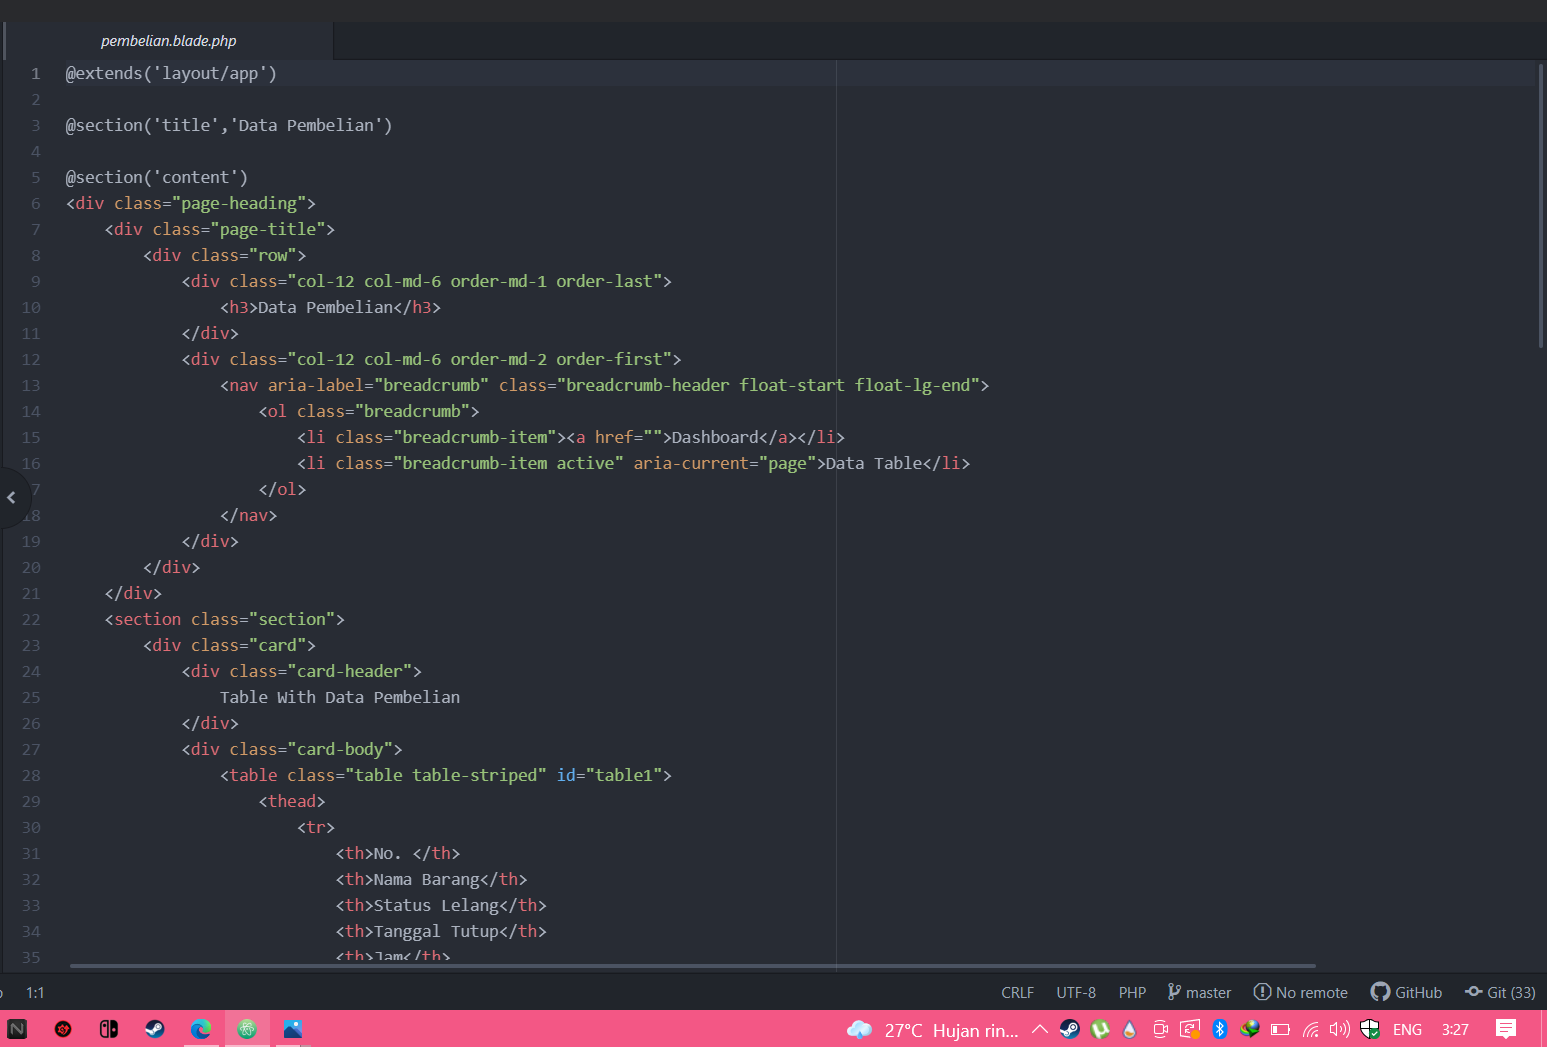 pembelian.blade.php
1 @extends('layout/app')
2
3 @section('title','Data Pembelian')
4
5 @section('content')
6 <div class="page-heading">
7 <div class="page-title">
8 <div class="row">
9 <div class="col-12 col-md-6 order-md-1 order-last">
10 <h3>Data Pembelian</h3>
11 </div>
12 <div class="col-12 col-md-6 order-md-2 order-first">
13 <nav aria-label="breadcrumb" class="breadcrumb-header float-start float-lg-end">
14 <ol class="breadcrumb">
15 <li class="breadcrumb-item"><a href="">Dashboard</a></li>
16 <li class="breadcrumb-item active" aria-current="page">Data Table</li>
7 </ol>
18 </nav>
19 </div>
20 </div>
21 </div>
22 <section class="section">
23 <div class="card">
24 <div class="card-header">
25 Table With Data Pembelian
26 </div>
27 <div class="card-body">
28 <table class="table table-striped" id="table1">
29 <thead>
30 <tr>
31 <th>No. </th>
32 <th>Nama Barang</th>
33 <th>Status Lelang</th>
34 <th>Tanggal Tutup</th>
35 <th>Jam</th>
1:1 CRLF UTF-8 PHP master No remote GitHub Git (33)
27°C Hujan rin... ENG 3:27